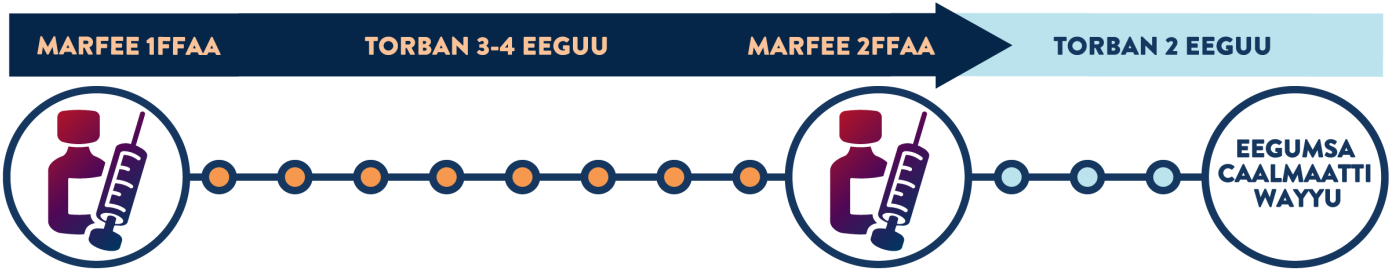 MARFEE 1FFAA
TORBAN 3-4 EEGUU
MARFEE 2FFAA
TORBAN 2 EEGUU
EEGUMSA
CAALMAATTI
WAYYU